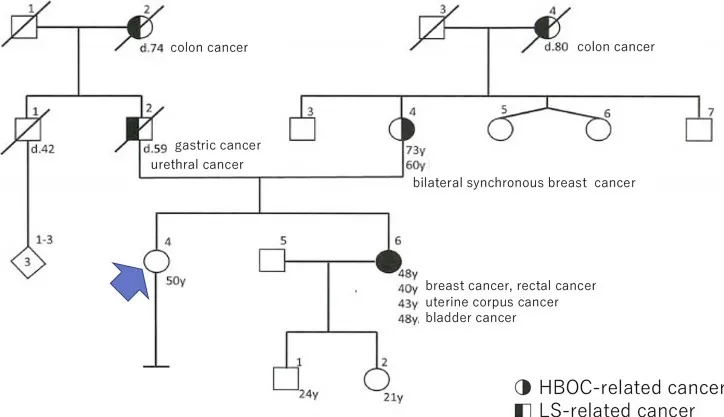 1 2 3 4
d.74 colon cancer d.80 colon cancer
1 2 3 4 5 6 7
d.42 d.59 gastric cancer 73y
urethral cancer 60y
bilateral synchronous breast cancer
1-3 4 5 6
3 50y 48y
40y breast cancer, rectal cancer
43y uterine corpus cancer
48y. bladder cancer
1 2
24y 21y
HBOC-related cancer
LS-related cancer